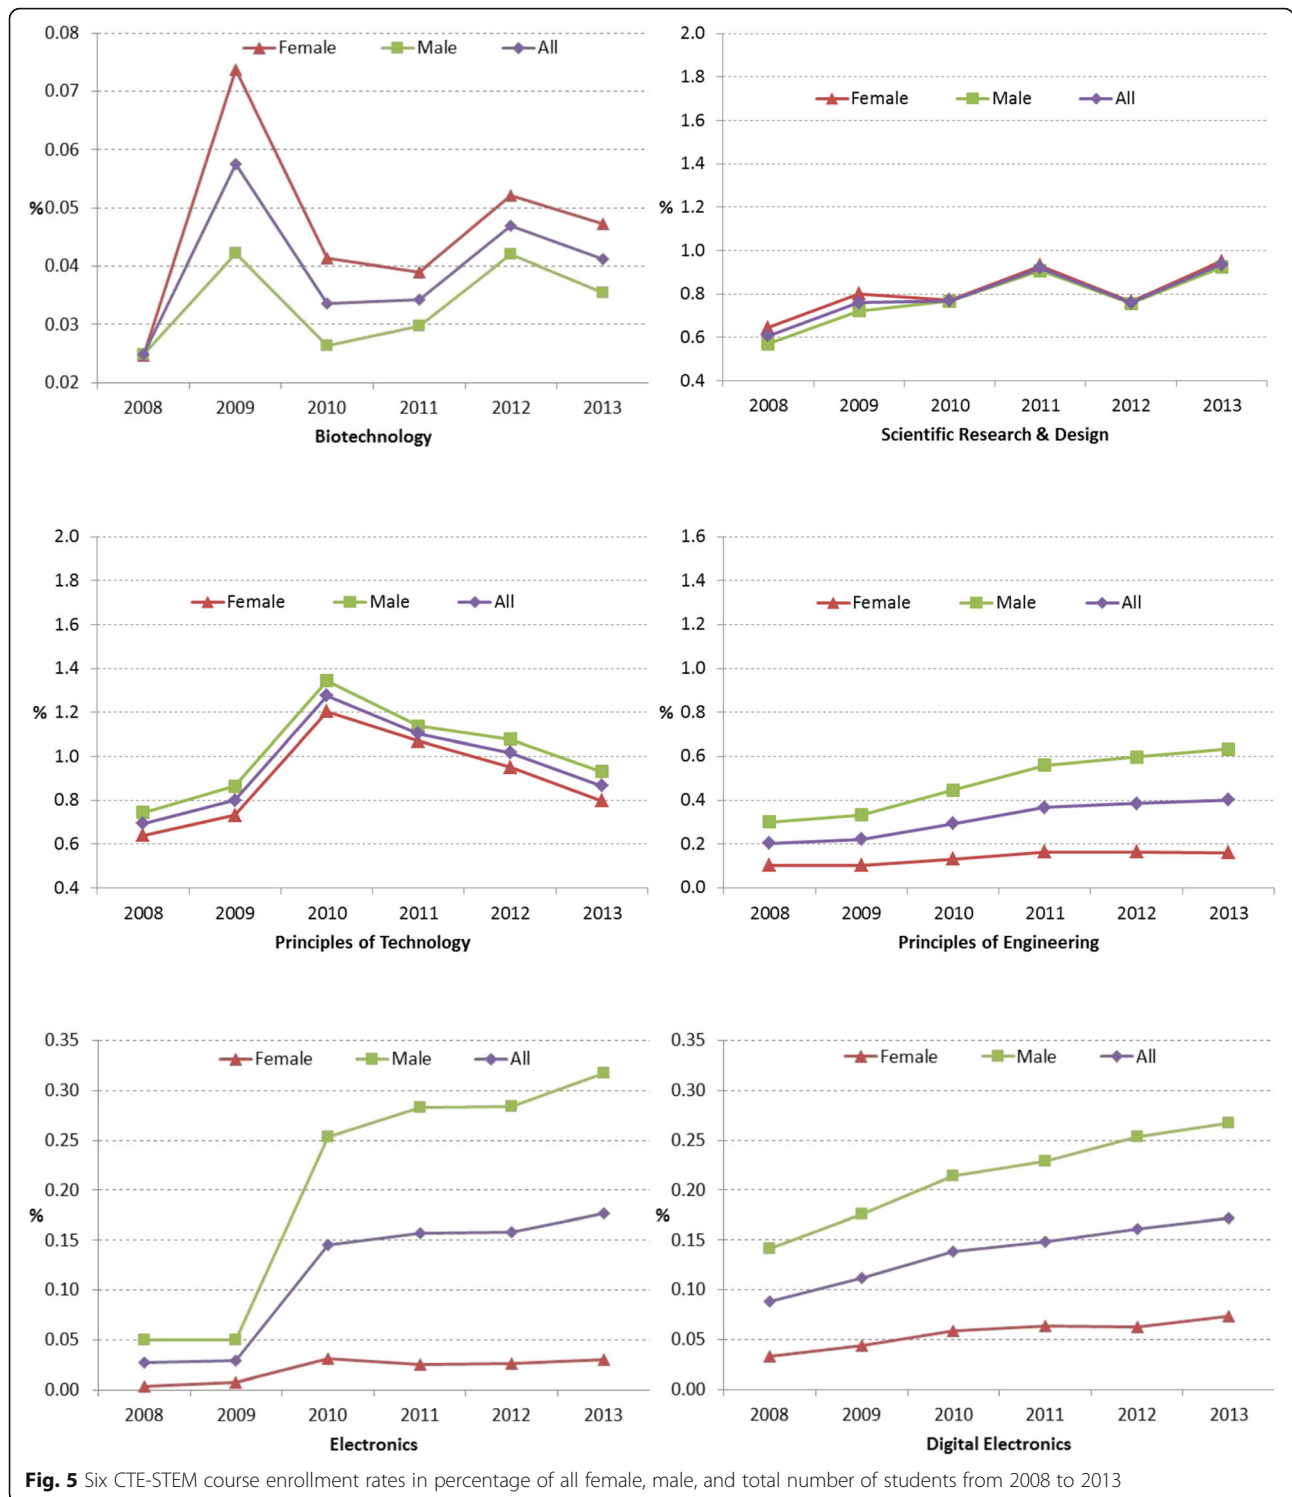 Female Male All
0.08
0.07
0.06
0.05
0.04
0.03
0.02
%
2008 2009 2010 2011 2012 2013
Biotechnology
Female Male All
2.0
1.8
1.6
1.4
1.2
1.0
0.8
0.6
0.4
%
2008 2009 2010 2011 2012 2013
Scientific Research & Design
Female Male All
2.0
1.8
1.6
1.4
1.2
1.0
0.8
0.6
0.4
%
2008 2009 2010 2011 2012 2013
Principles of Technology
Female Male All
1.6
1.4
1.2
1.0
0.8
0.6
0.4
0.2
0.0
%
2008 2009 2010 2011 2012 2013
Principles of Engineering
Female Male All
0.35
0.30
0.25
0.20
0.15
0.10
0.05
0.00
%
2008 2009 2010 2011 2012 2013
Electronics
Female Male All
0.35
0.30
0.25
0.20
0.15
0.10
0.05
0.00
%
2008 2009 2010 2011 2012 2013
Digital Electronics
Fig. 5 Six CTE-STEM course enrollment rates in percentage of all female, male, and total number of students from 2008 to 2013